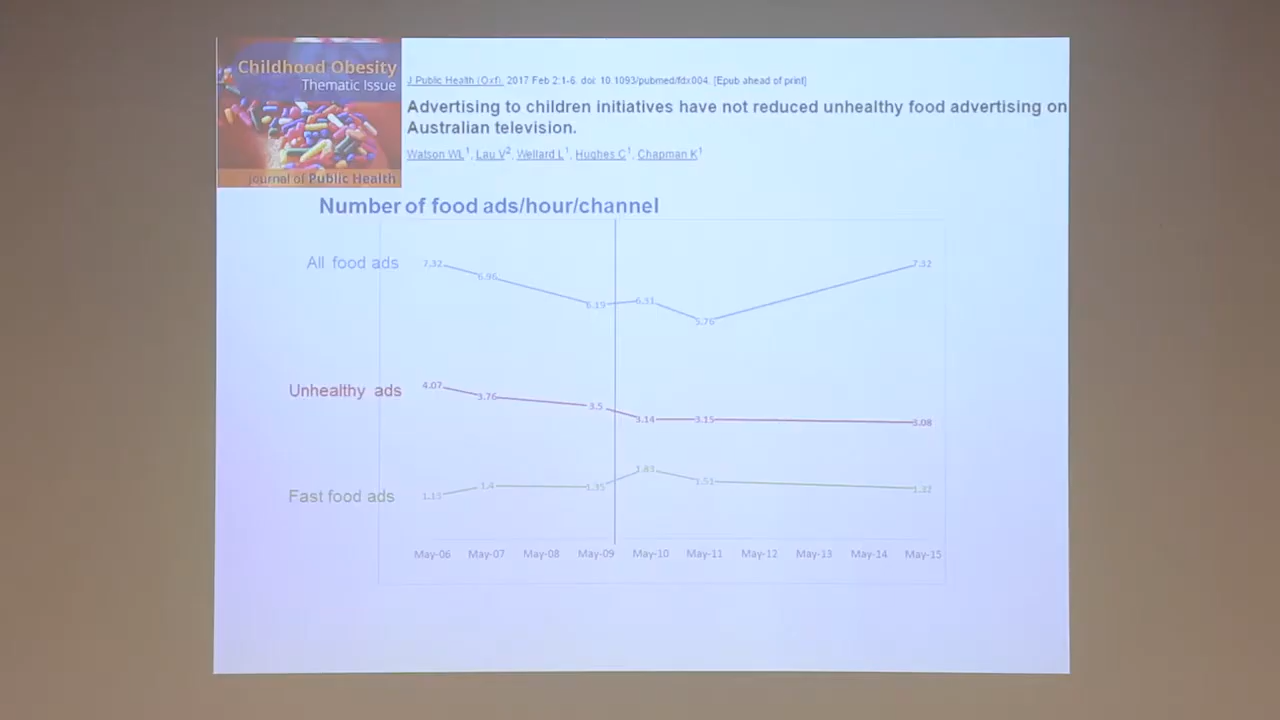 Childhood Obesity
Thematic Issue
Journal of Public Health
J Public Health (Oxf). 2017 Feb 2:1-6. doi: 10.1093/pubmed/fdx004. [Epub ahead of print]
Advertising to children initiatives have not reduced unhealthy food advertising on
Australian television.
Watson WL1, Lau V2, Wellard L1, Hughes C1, Chapman K1
Number of food ads/hour/channel
All food ads 7.32 6.96 6.19 6.31 5.76 7.32
Unhealthy ads 4.07 3.76 3.5 3.14 3.15 3.08
Fast food ads 1.15 1.4 1.35 1.83 1.51 1.32
May-06 May-07 May-08 May-09 May-10 May-11 May-12 May-13 May-14 May-15